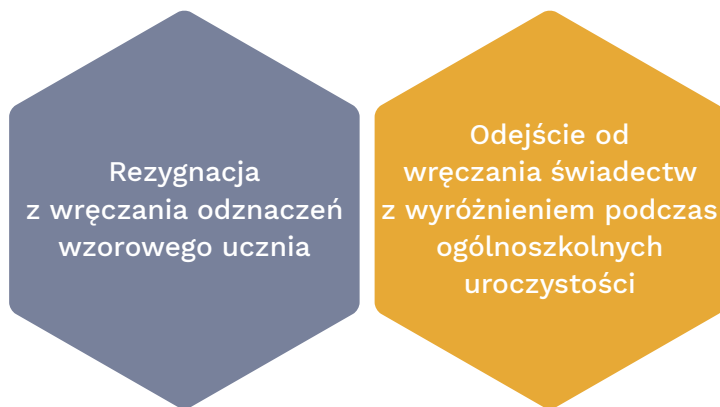 Rezygnacja
z wręczania odznaczeń
wzorowego ucznia
Odejście od
wręczania świadectw
z wyróżnieniem podczas
ogólnoszkolnych
uroczystości